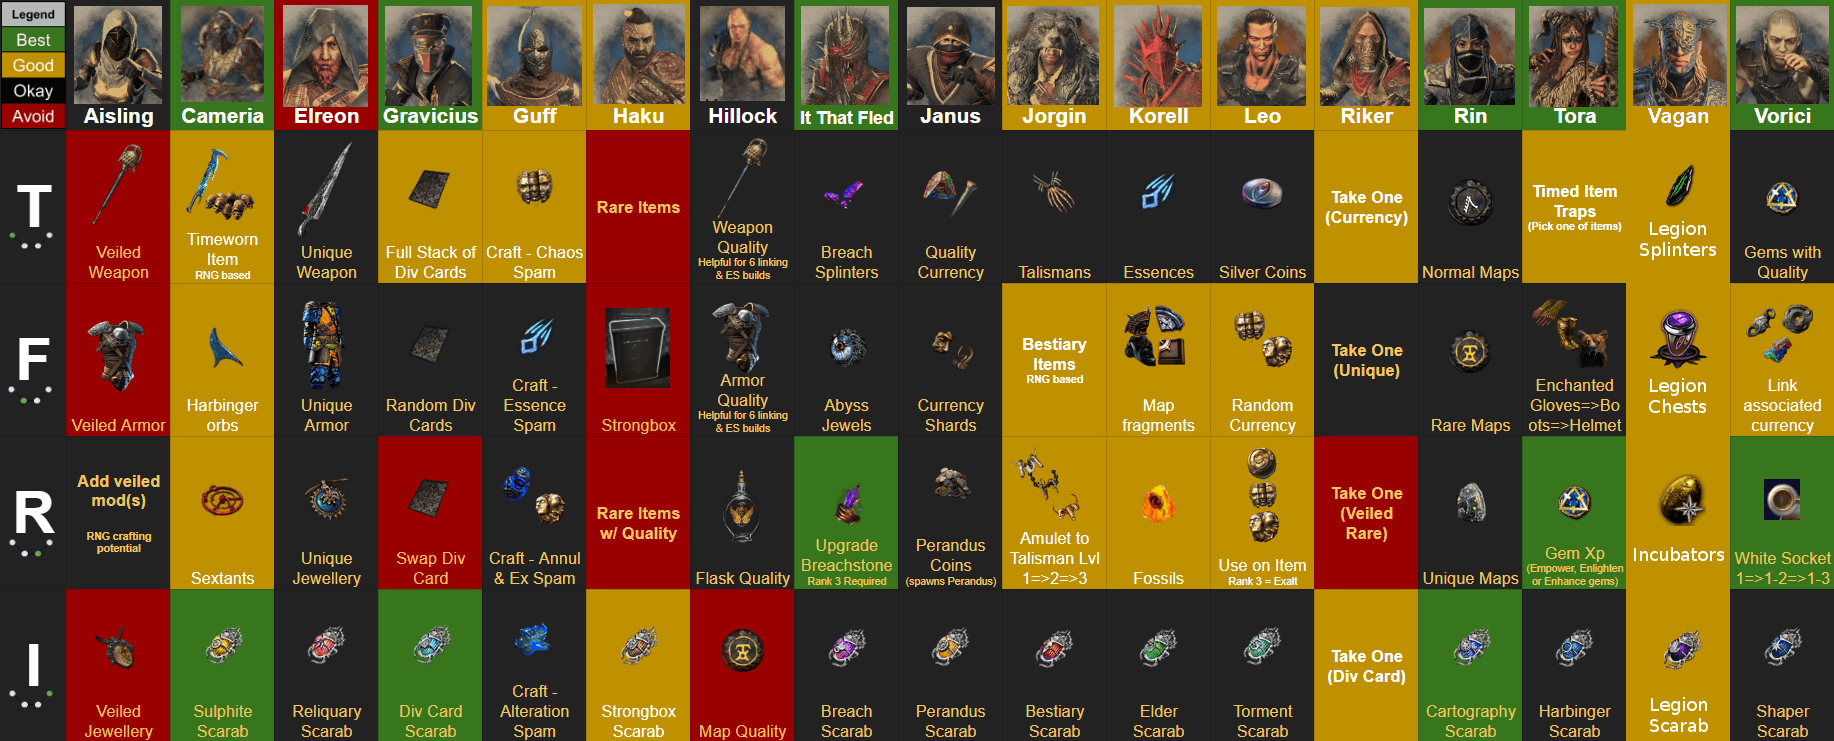 Legend
Best
Good
Okay
Avoid
Aisling
Cameria
Elreon
Gravicius
Guff
Haku
Hillock
It That Fled
Janus
Jorgin
Korell
Leo
Riker
Rin
Tora
Vagan
Vorici
T
Veiled
Weapon
Timeworn
Item
RNG based
Unique
Weapon
Full Stack of
Div Cards
Craft - Chaos
Spam
Rare Items
Weapon
Quality
Helpful for 6 linking
& ES builds
Breach
Splinters
Quality
Currency
Talismans
Essences
Silver Coins
Take One
(Currency)
Normal Maps
Timed Item
Traps
(Pick one of items)
Legion
Splinters
Gems with
Quality
F
Veiled Armor
Harbinger
orbs
Unique
Armor
Random Div
Cards
Craft -
Essence
Spam
Strongbox
Armor
Quality
Helpful for 6 linking
& ES builds
Abyss
Jewels
Currency
Shards
Bestiary
Items
RNG based
Map
fragments
Random
Currency
Take One
(Unique)
Rare Maps
Enchanted
Gloves=>Bo
ots=>Helmet
Legion
Chests
Link
associated
currency
R
Add veiled
mod(s)
RNG crafting
potential
Sextants
Unique
Jewellery
Swap Div
Card
Craft - Annul
& Ex Spam
Rare Items
w/ Quality
Flask Quality
Upgrade
Breachstone
Rank 3 Required
Perandus
Coins
(spawns Perandus)
Amulet to
Talisman Lvl
1=>2=>3
Fossils
Use on Item
Rank 3 = Exalt
Take One
(Veiled
Rare)
Unique Maps
Gem Xp
(Empower, Enlighten
or Enhance gems)
Incubators
White Socket
1=>1-2=>1-3
I
Veiled
Jewellery
Sulphite
Scarab
Reliquary
Scarab
Div Card
Scarab
Craft -
Alteration
Spam
Strongbox
Scarab
Map Quality
Breach
Scarab
Perandus
Scarab
Bestiary
Scarab
Elder
Scarab
Torment
Scarab
Take One
(Div Card)
Cartography
Scarab
Harbinger
Scarab
Legion
Scarab
Shaper
Scarab